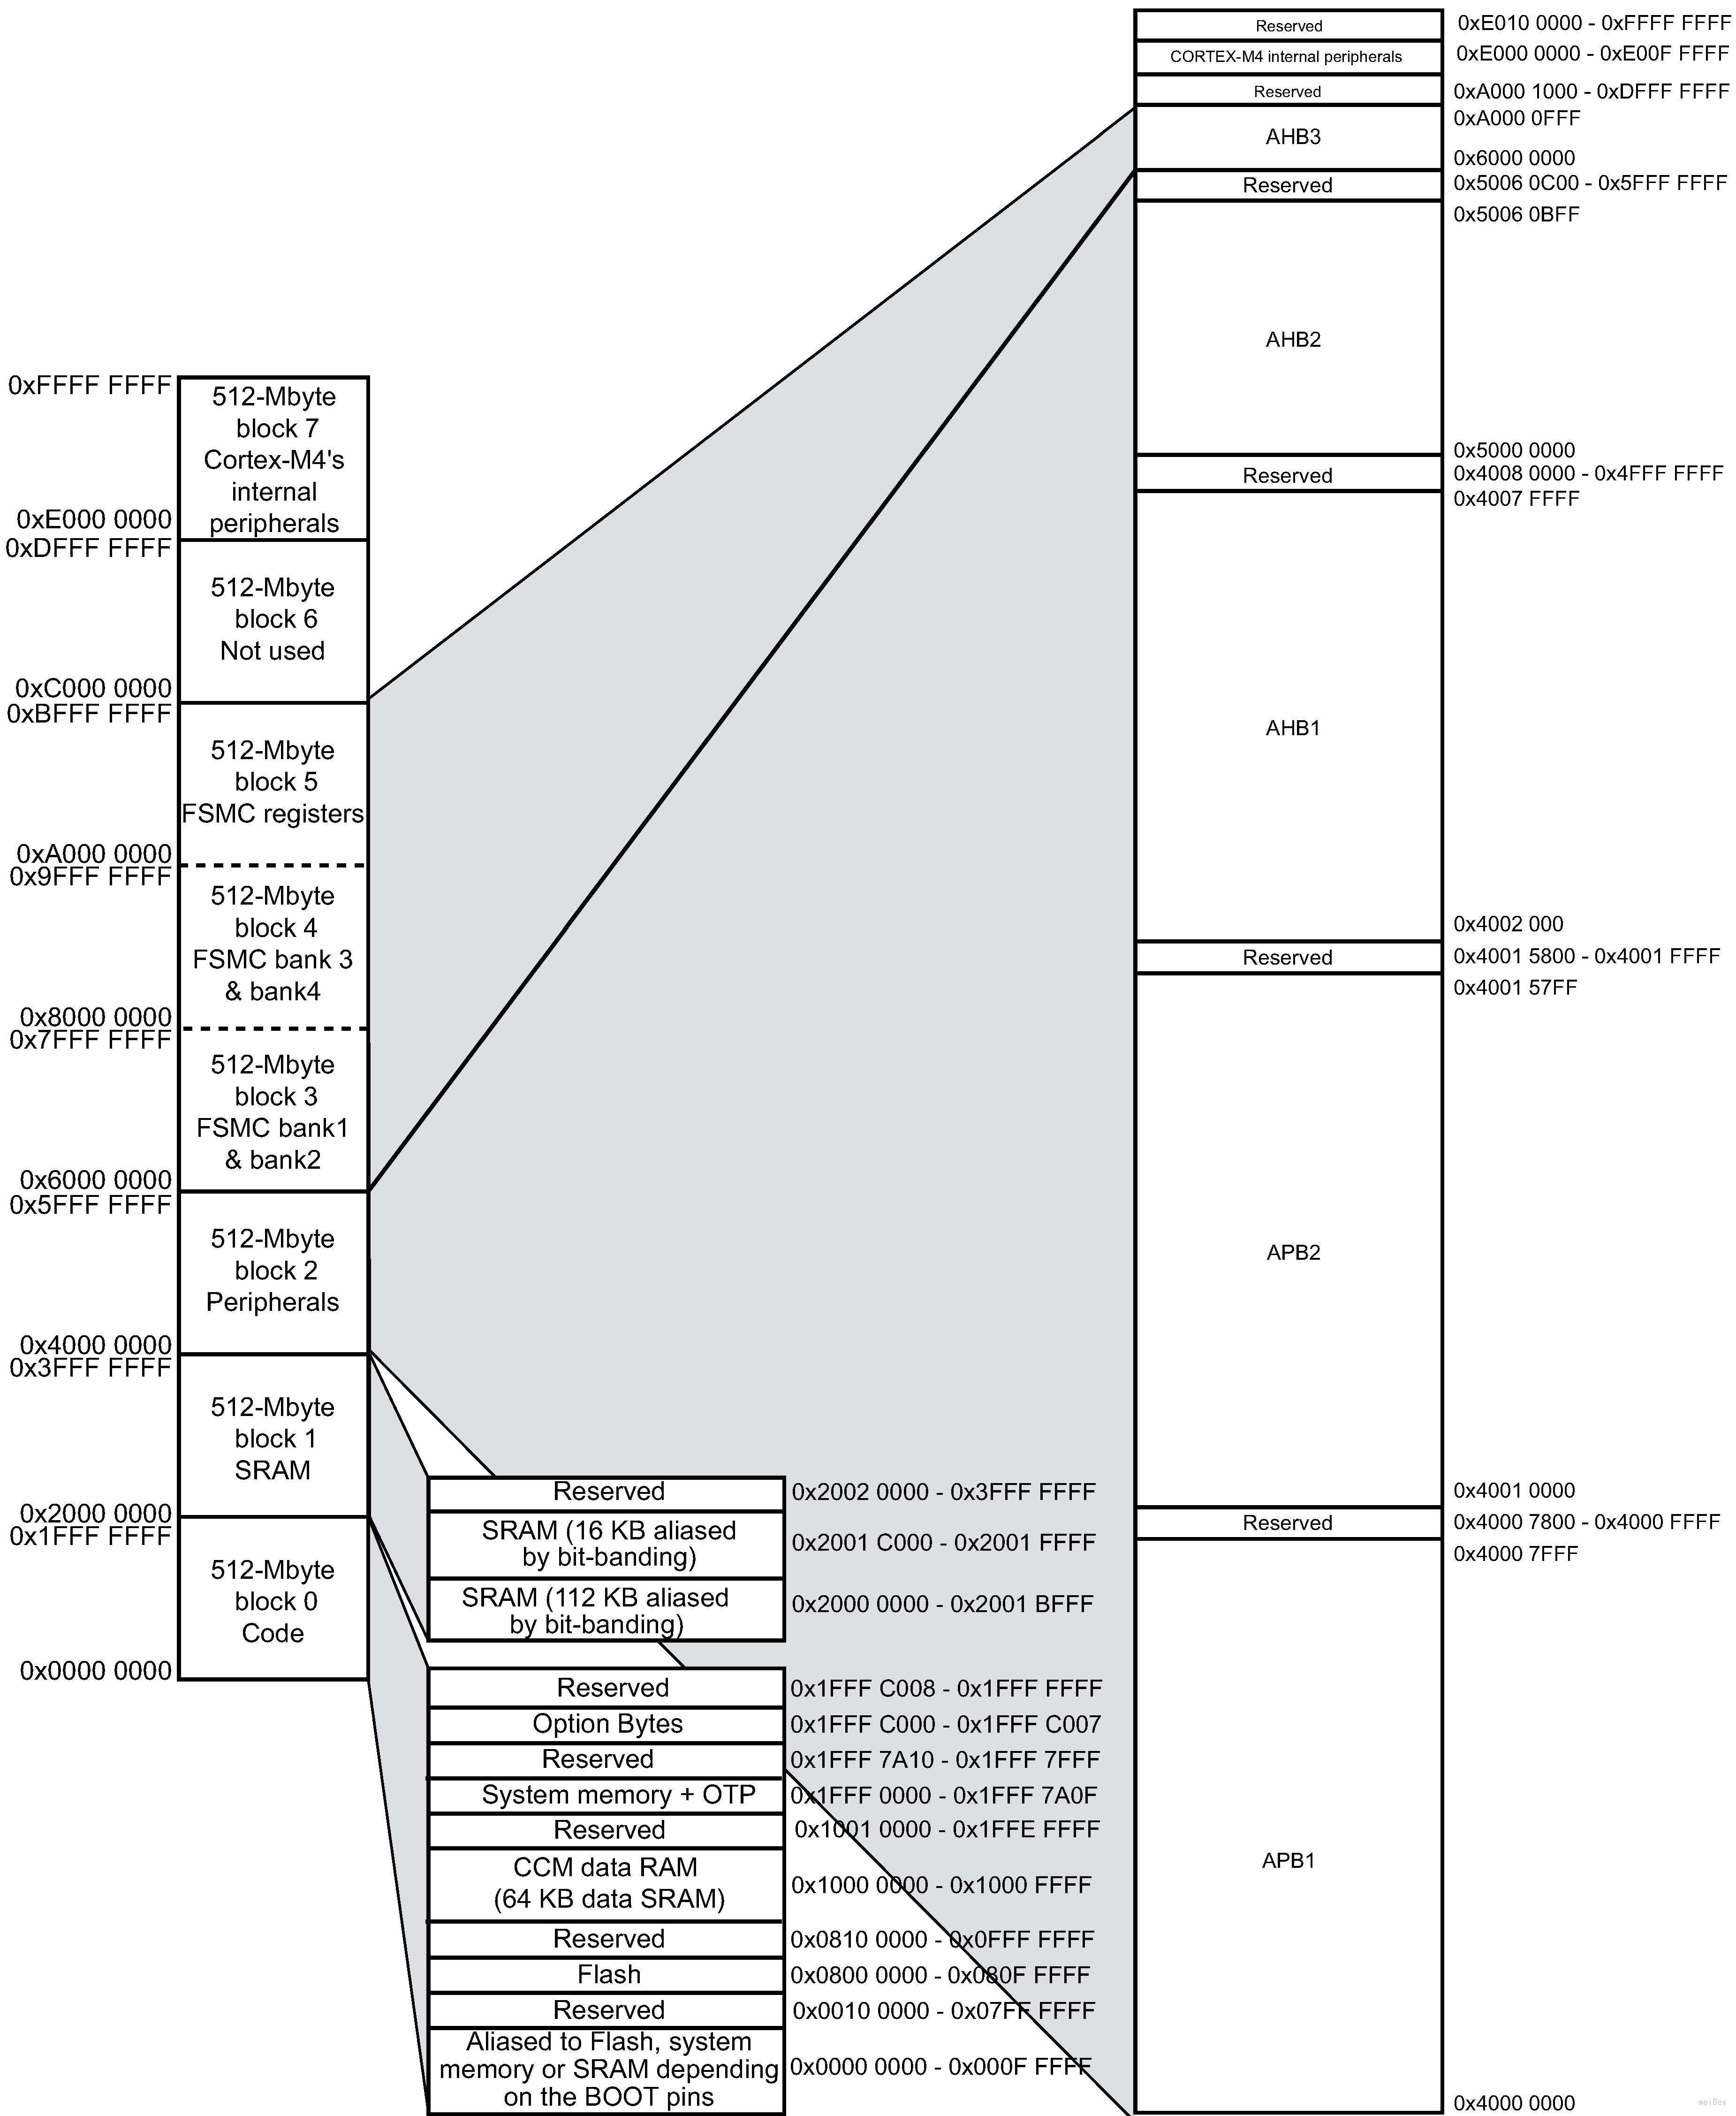 0xFFFF FFFF
512-Mbyte
block 7
Cortex-M4's
internal
peripherals
0xE000 0000
0xDFFF FFFF
512-Mbyte
block 6
Not used
0xC000 0000
0xBFFF FFFF
512-Mbyte
block 5
FSMC registers
0xA000 0000
0x9FFF FFFF
512-Mbyte
block 4
FSMC bank 3
& bank4
0x8000 0000
0x7FFF FFFF
512-Mbyte
block 3
FSMC bank1
& bank2
0x6000 0000
0x5FFF FFFF
512-Mbyte
block 2
Peripherals
0x4000 0000
0x3FFF FFFF
512-Mbyte
block 1
SRAM
0x2000 0000
0x1FFF FFFF
512-Mbyte
block 0
Code
0x0000 0000
Reserved 0x2002 0000 - 0x3FFF FFFF
SRAM (16 KB aliased
by bit-banding)
0x2001 C000 - 0x2001 FFFF
SRAM (112 KB aliased
by bit-banding)
0x2000 0000 - 0x2001 BFFF
Reserved 0x1FFF C008 - 0x1FFF FFFF
Option Bytes 0x1FFF C000 - 0x1FFF C007
Reserved 0x1FFF 7A10 - 0x1FFF 7FFF
System memory + OTP 0x1FFF 0000 - 0x1FFF 7A0F
Reserved 0x1001 0000 - 0x1FFE FFFF
CCM data RAM
(64 KB data SRAM)
0x1000 0000 - 0x1000 FFFF
Reserved 0x0810 0000 - 0x0FFF FFFF
Flash 0x0800 0000 - 0x080F FFFF
Reserved 0x0010 0000 - 0x07FF FFFF
Aliased to Flash, system
memory or SRAM depending
on the BOOT pins
0x0000 0000 - 0x000F FFFF
Reserved 0xE010 0000 - 0xFFFF FFFF
CORTEX-M4 internal peripherals 0xE000 0000 - 0xE00F FFFF
Reserved 0xA000 1000 - 0xDFFF FFFF
0xA000 0FFF
AHB3
0x6000 0000
Reserved 0x5006 0C00 - 0x5FFF FFFF
0x5006 0BFF
AHB2
0x5000 0000
Reserved 0x4008 0000 - 0x4FFF FFFF
0x4007 FFFF
AHB1
0x4002 000
Reserved 0x4001 5800 - 0x4001 FFFF
0x4001 57FF
APB2
0x4001 0000
Reserved 0x4000 7800 - 0x4000 FFFF
0x4000 7FFF
APB1
0x4000 0000
weiDev